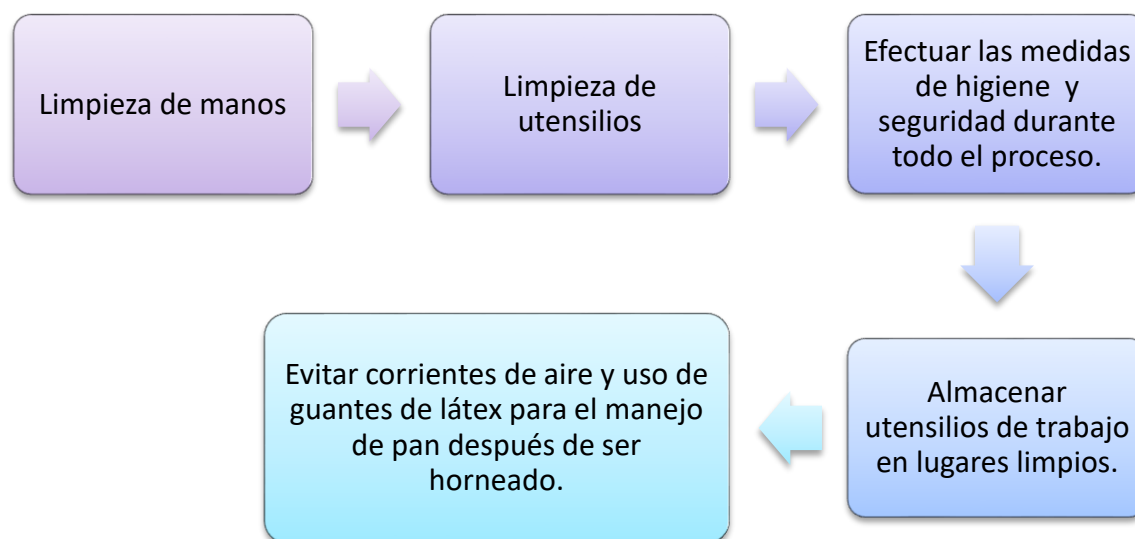 Limpieza de manos
Limpieza de
utensilios
Efectuar las medidas
de higiene y
seguridad durante
todo el proceso.
Almacenar
utensilios de trabajo
en lugares limpios.
Evitar corrientes de aire y uso de
guantes de látex para el manejo
de pan después de ser
horneado.